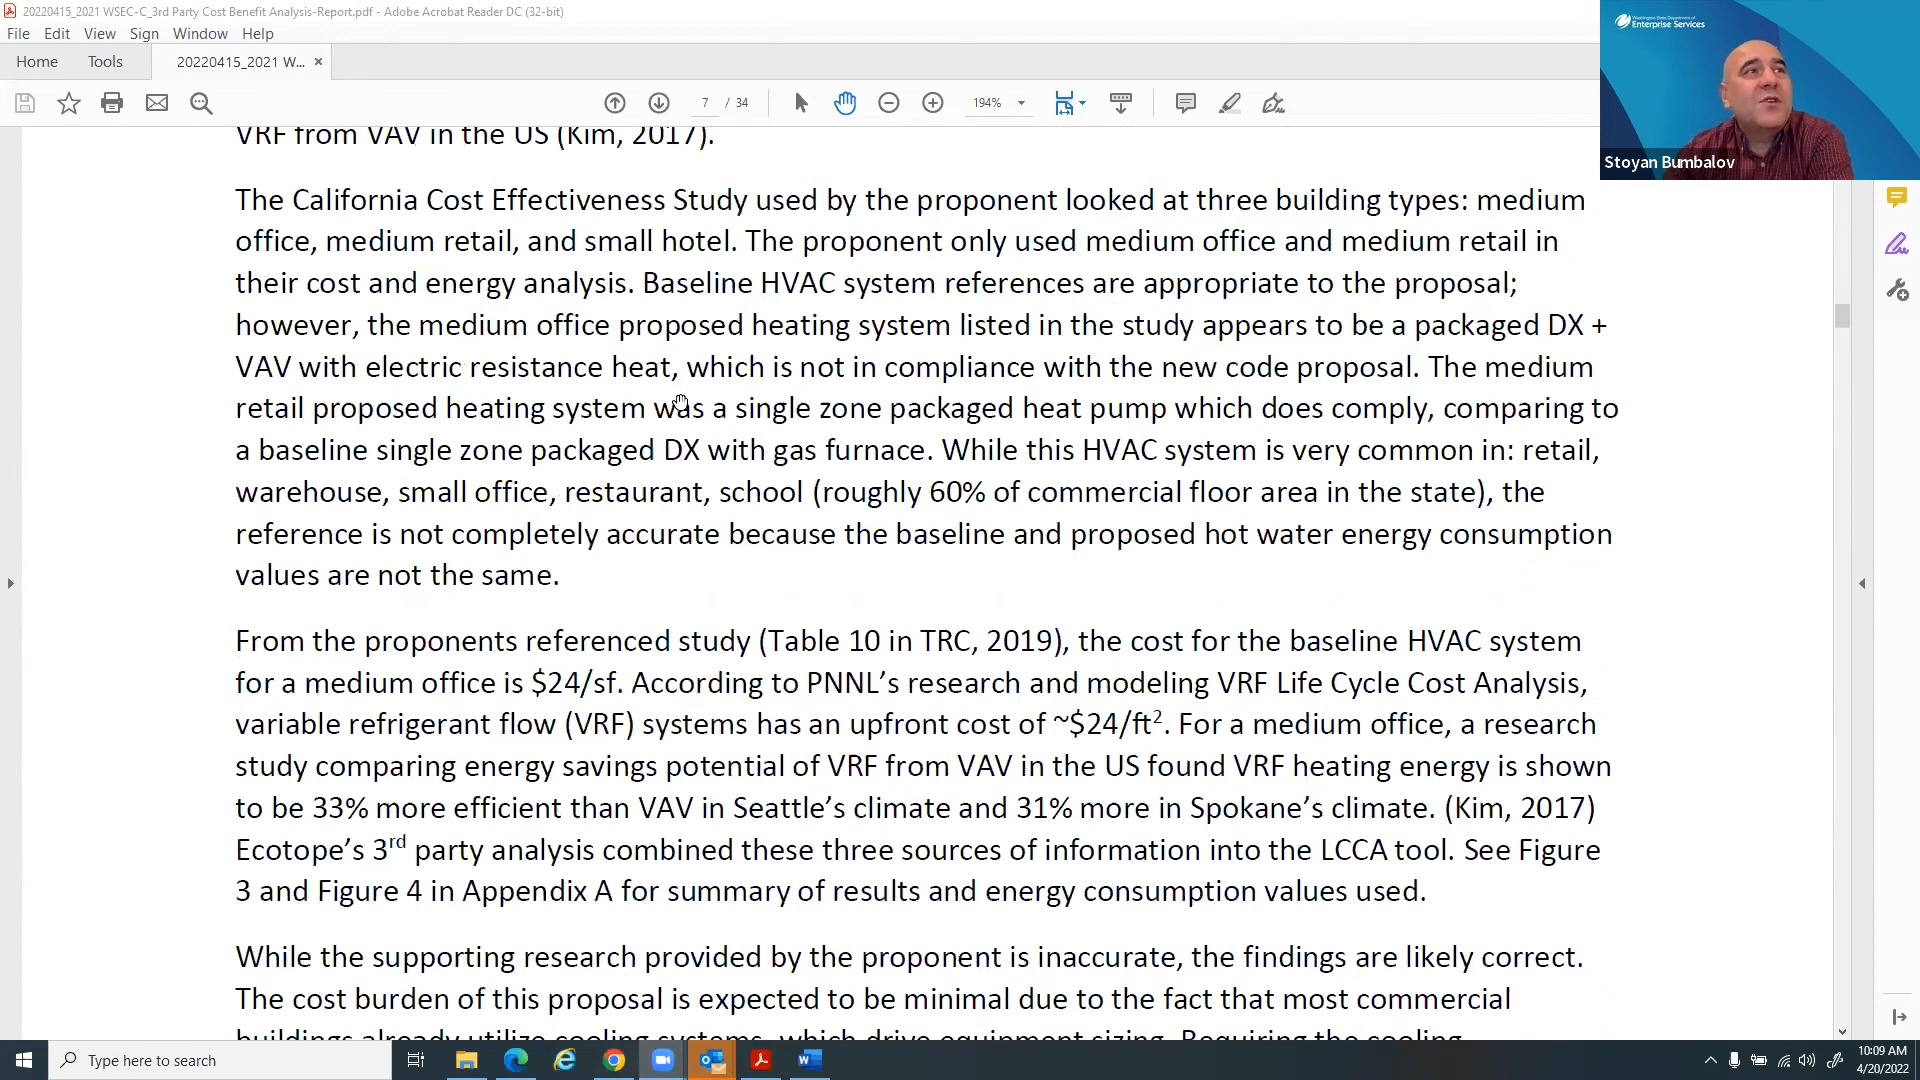 20220415_2021 WSEC-C_3rd Party Cost Benefit Analysis-Report.pdf - Adobe Acrobat Reader DC (32-bit)
File Edit View Sign Window Help
Home Tools 20220415_2021 W... ×
7 / 34 194%
Washington State Department of
Enterprise Services
Stoyan Bumbalov
VRF from VAV in the US (Kim, 2017).
The California Cost Effectiveness Study used by the proponent looked at three building types: medium
office, medium retail, and small hotel. The proponent only used medium office and medium retail in
their cost and energy analysis. Baseline HVAC system references are appropriate to the proposal;
however, the medium office proposed heating system listed in the study appears to be a packaged DX +
VAV with electric resistance heat, which is not in compliance with the new code proposal. The medium
retail proposed heating system was a single zone packaged heat pump which does comply, comparing to
a baseline single zone packaged DX with gas furnace. While this HVAC system is very common in: retail,
warehouse, small office, restaurant, school (roughly 60% of commercial floor area in the state), the
reference is not completely accurate because the baseline and proposed hot water energy consumption
values are not the same.
From the proponents referenced study (Table 10 in TRC, 2019), the cost for the baseline HVAC system
for a medium office is $24/sf. According to PNNL’s research and modeling VRF Life Cycle Cost Analysis,
variable refrigerant flow (VRF) systems has an upfront cost of ~$24/ft². For a medium office, a research
study comparing energy savings potential of VRF from VAV in the US found VRF heating energy is shown
to be 33% more efficient than VAV in Seattle’s climate and 31% more in Spokane’s climate. (Kim, 2017)
Ecotope’s 3rd party analysis combined these three sources of information into the LCCA tool. See Figure
3 and Figure 4 in Appendix A for summary of results and energy consumption values used.
While the supporting research provided by the proponent is inaccurate, the findings are likely correct.
The cost burden of this proposal is expected to be minimal due to the fact that most commercial
buildings already utilize cooling systems, which drive equipment sizing. Requiring the cooling
Type here to search
10:09 AM
4/20/2022